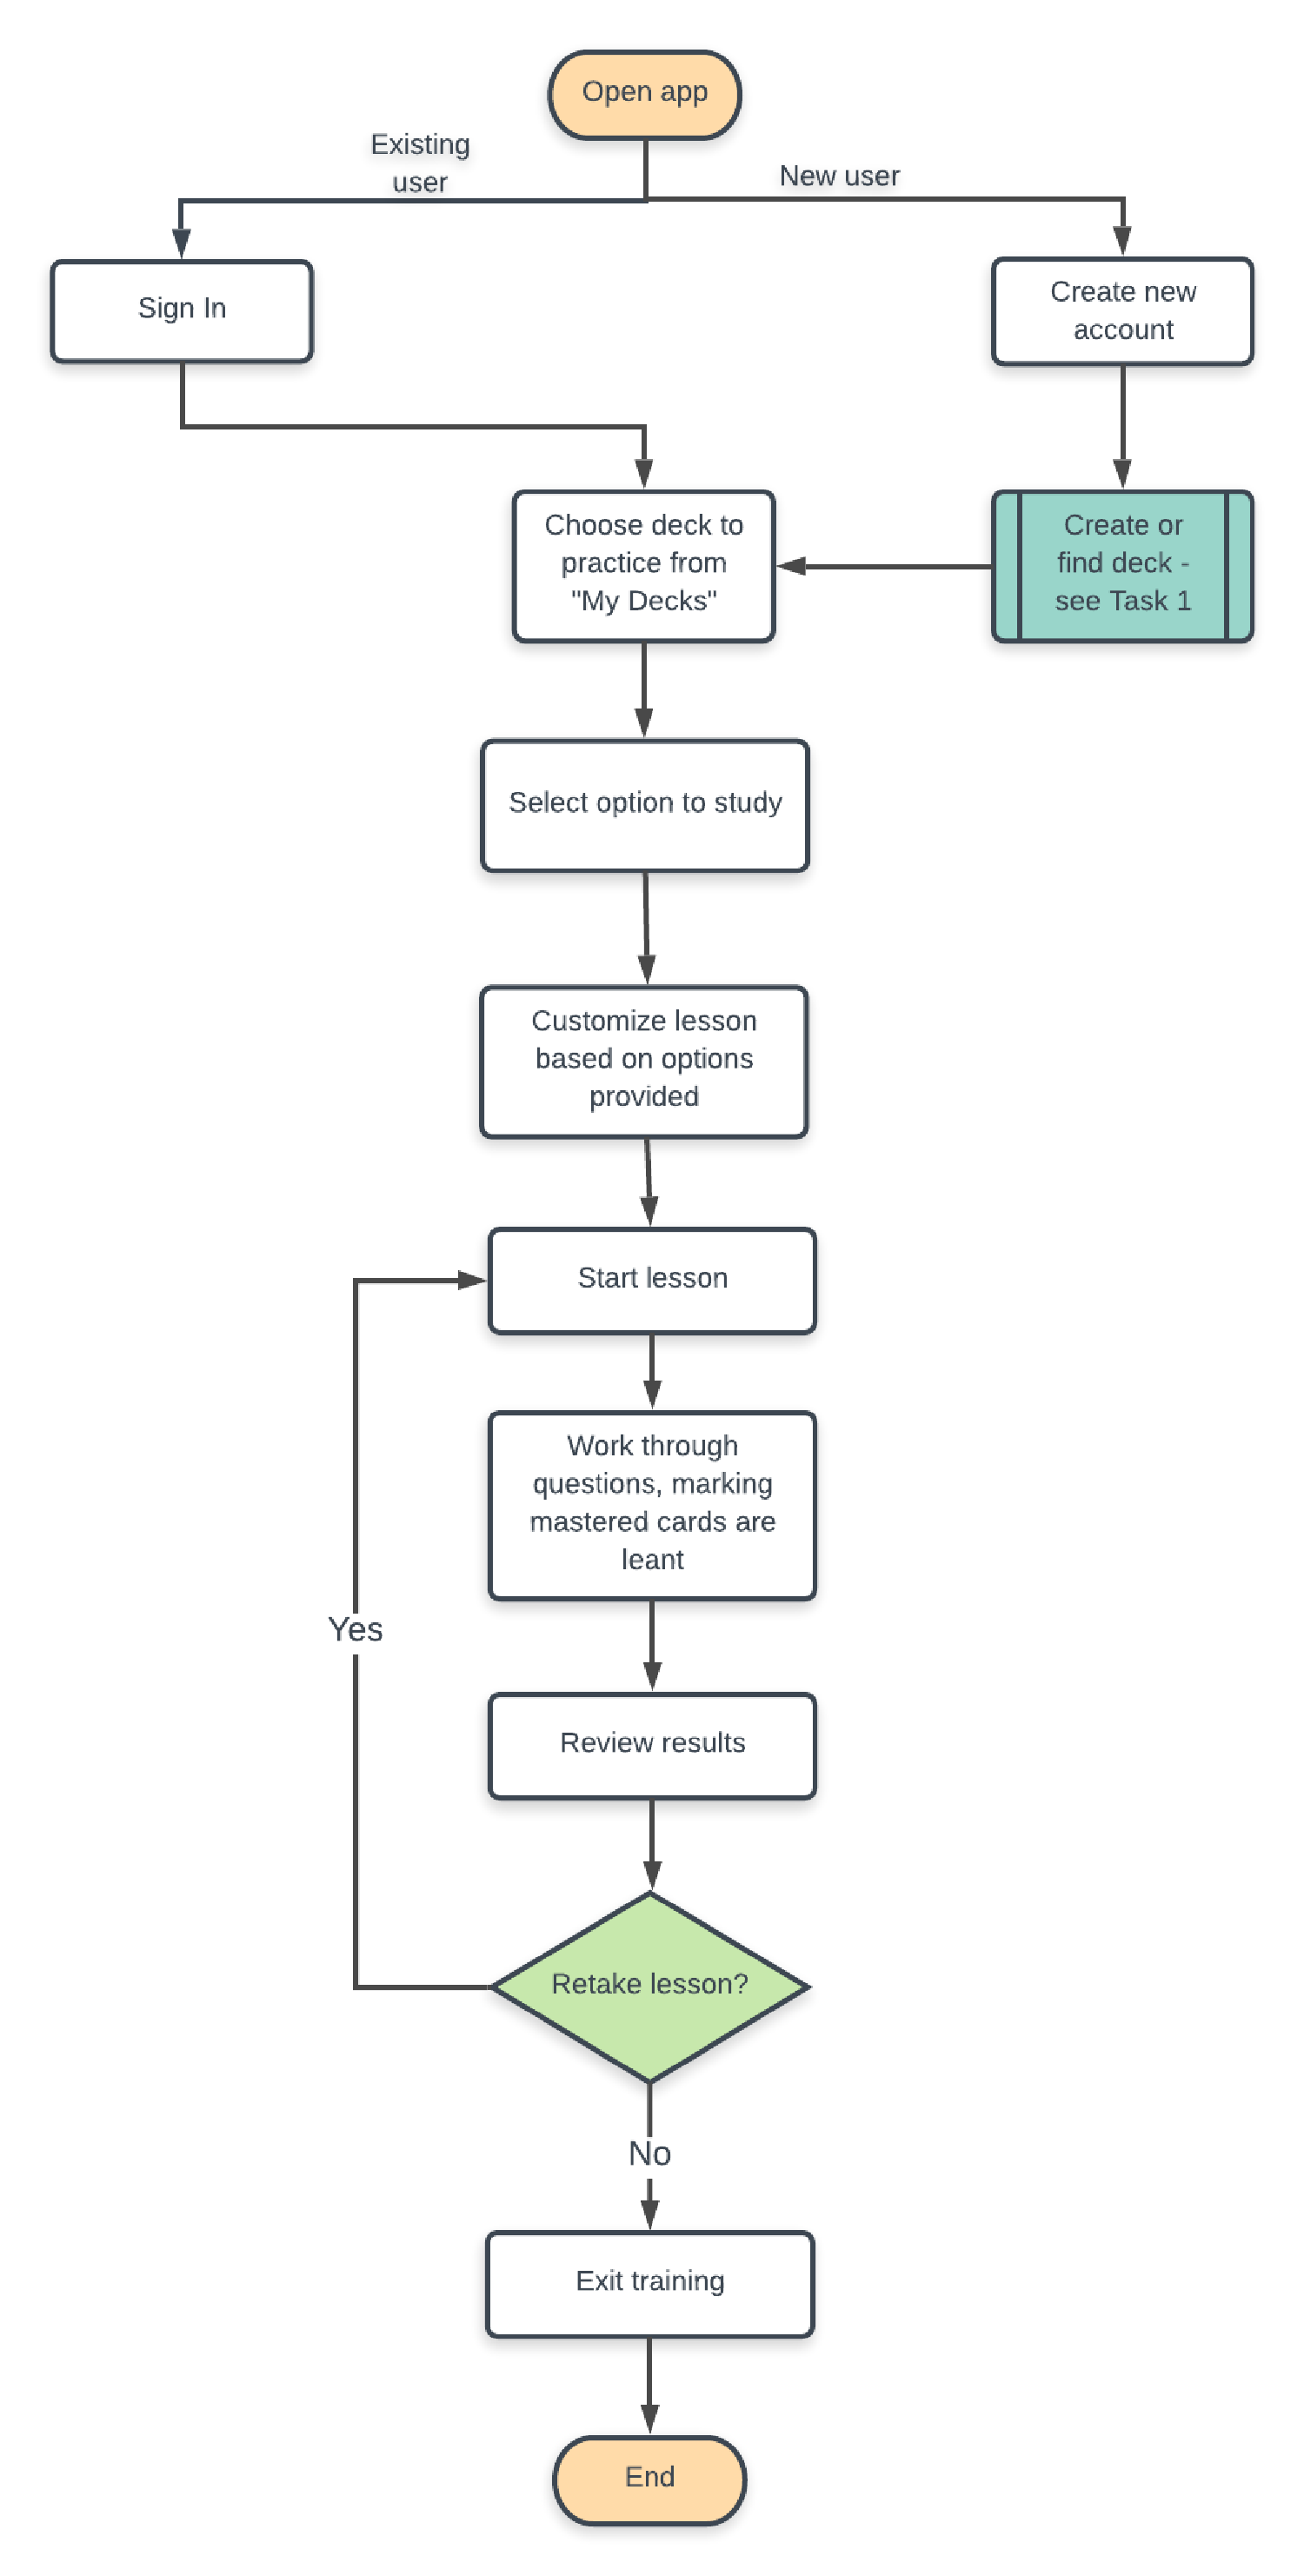 Open app
Existing
user
New user
Sign In
Create new
account
Choose deck to
practice from
"My Decks"
Create or
find deck -
see Task 1
Select option to study
Customize lesson
based on options
provided
Start lesson
Work through
questions, marking
mastered cards are
leant
Yes
Review results
Retake lesson?
No
Exit training
End